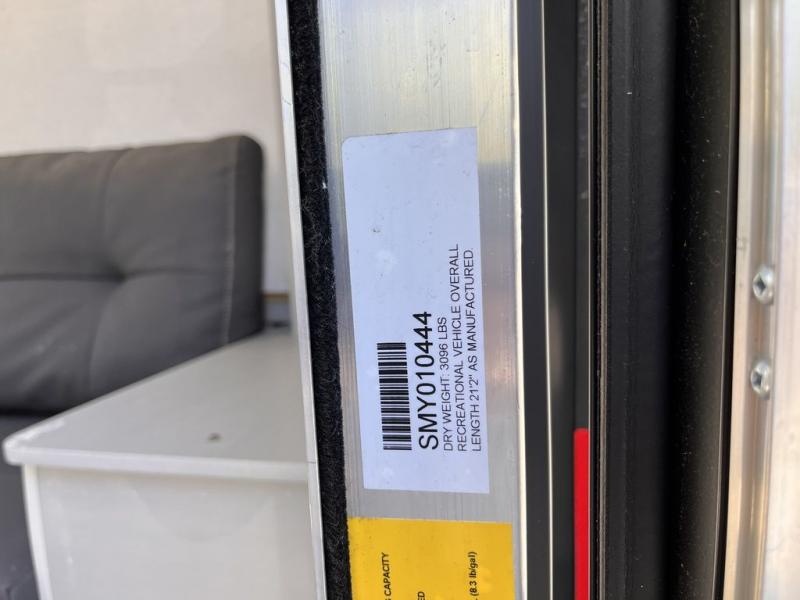 SMY010444
DRY WEIGHT: 3096 LBS
RECREATIONAL VEHICLE OVERALL
LENGTH 21'2" AS MANUFACTURED.
CAPACITY
(8.3 lb/gal)